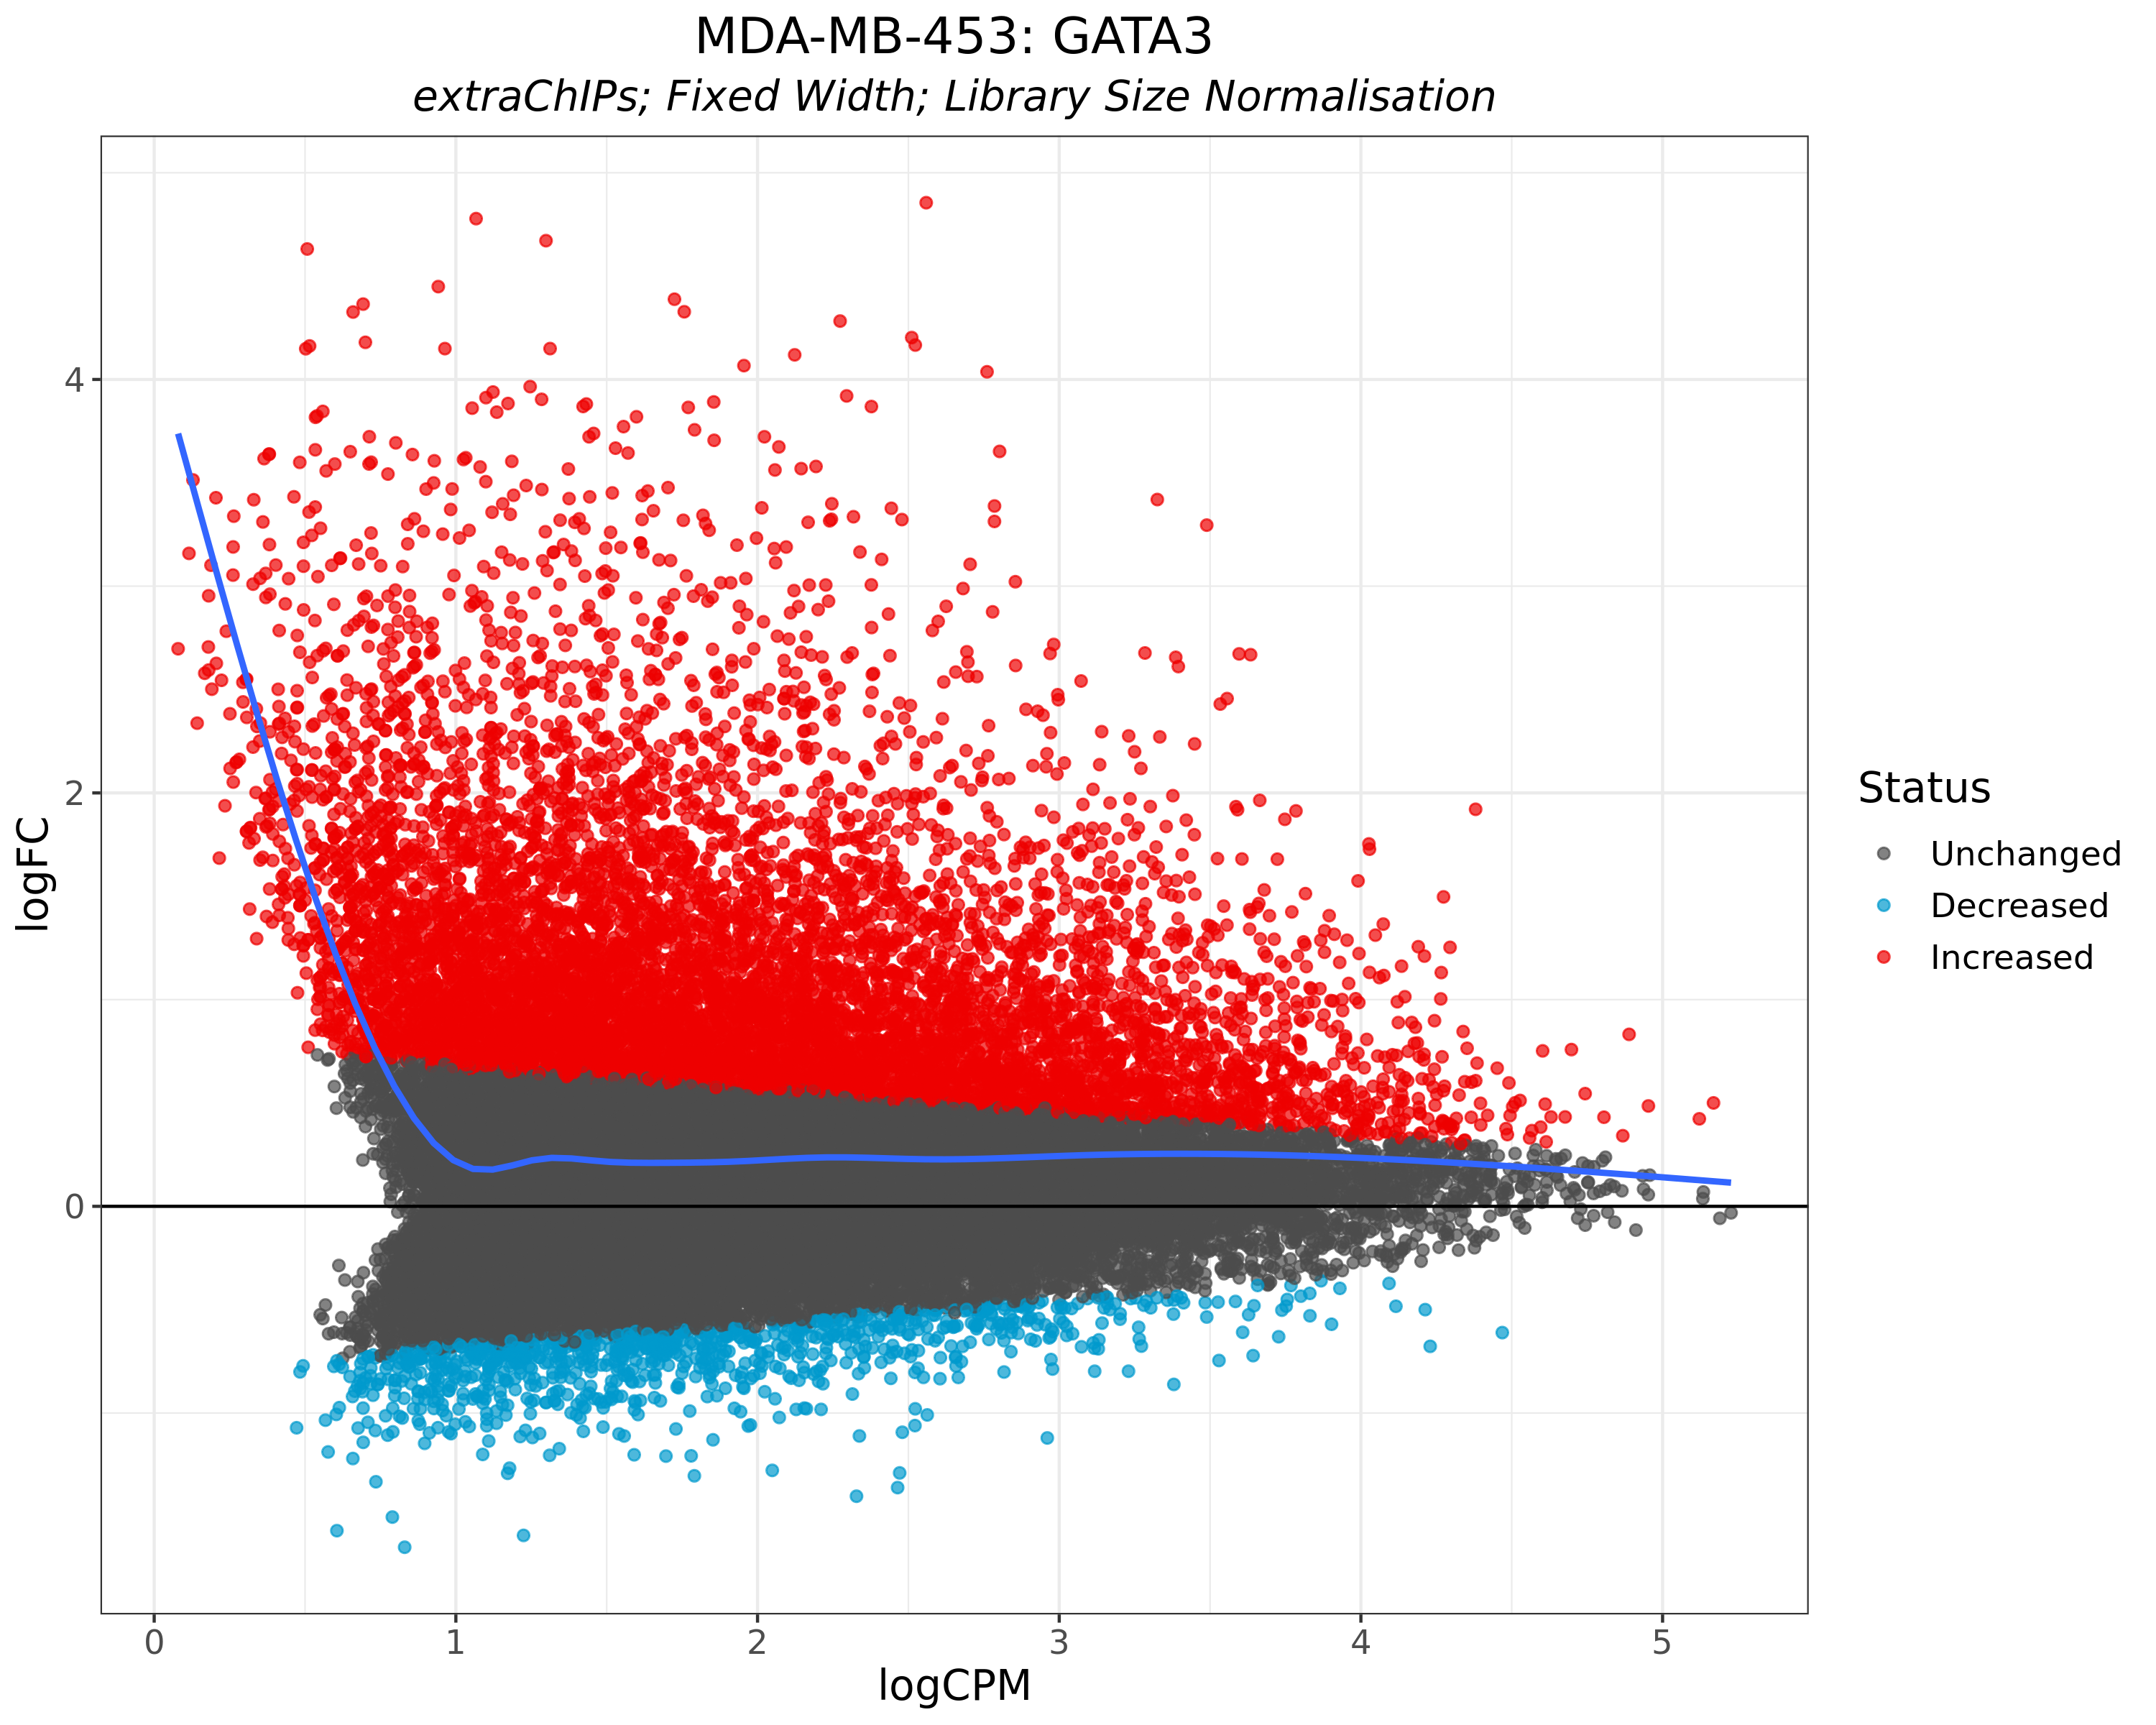 MDA-MB-453: GATA3
extraChIPs; Fixed Width; Library Size Normalisation
logFC
4
2
0
0 1 2 3 4 5
logCPM
Status
Unchanged
Decreased
Increased